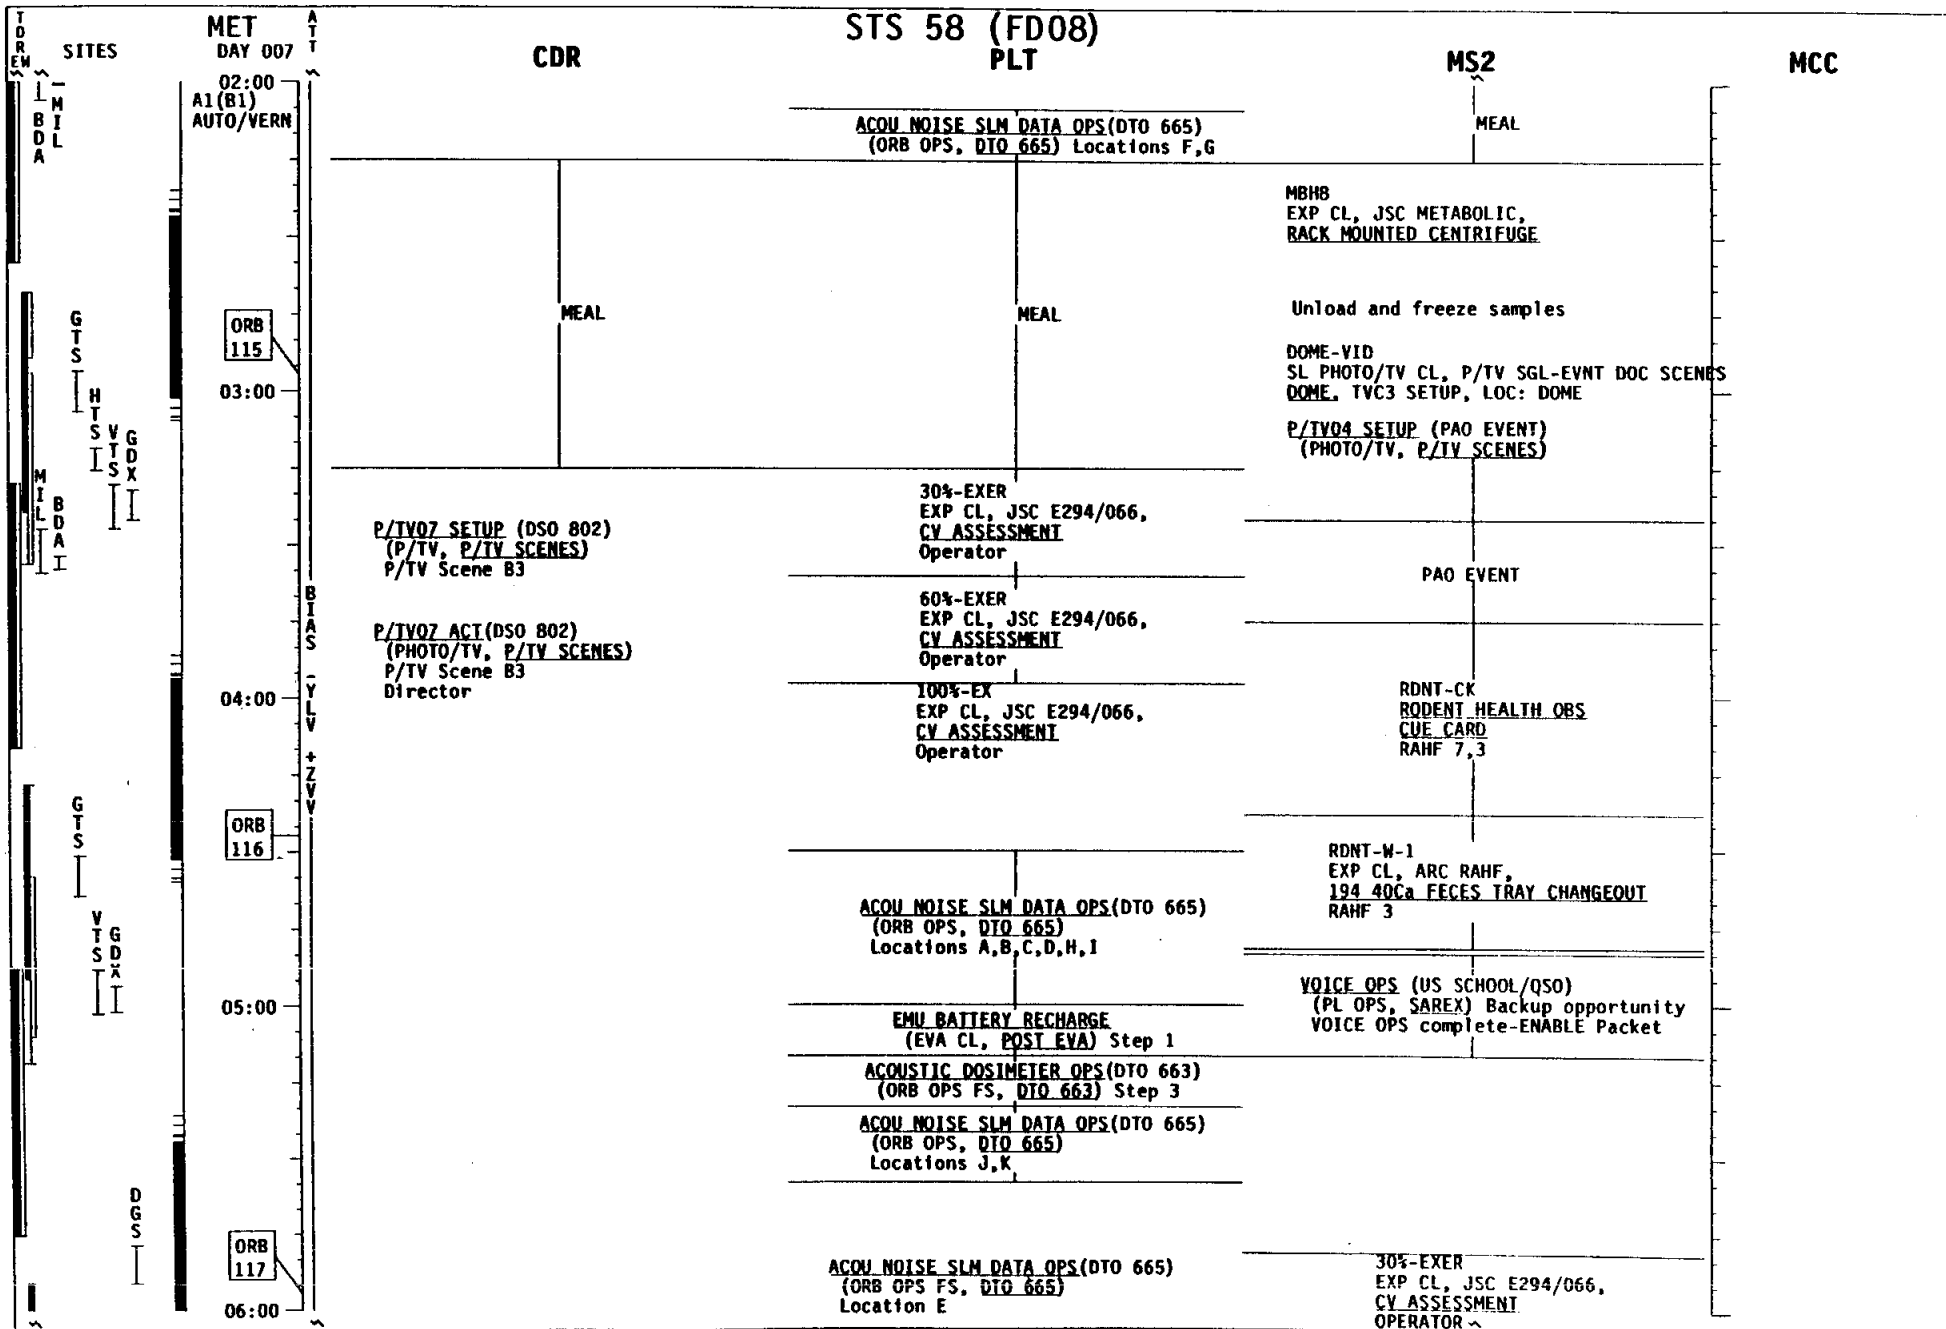 STS 58 (FD08)
TDRE W
SITES
MET
DAY 007
ATT
CDR
PLT
MS2
MCC
02:00
A1(B1)
AUTO/VERN
MIL
BDA
ORB
115
GTS
03:00
HTS
VTS
GDX
MIL
BDA
04:00
GTS
ORB
116
VTS
GDX
05:00
DGS
ORB
117
06:00
BIAS -YLV +ZVV
MEAL
P/TV07 SETUP (DSO 802)
(P/TV, P/TV SCENES)
P/TV Scene B3
P/TV07 ACT(DSO 802)
(PHOTO/TV, P/TV SCENES)
P/TV Scene B3
Director
ACOU NOISE SLM DATA OPS(DTO 665)
(ORB OPS, DTO 665) Locations F,G
MEAL
30%-EXER
EXP CL, JSC E294/066,
CV ASSESSMENT
Operator
60%-EXER
EXP CL, JSC E294/066,
CV ASSESSMENT
Operator
100%-EX
EXP CL, JSC E294/066,
CV ASSESSMENT
Operator
ACOU NOISE SLM DATA OPS(DTO 665)
(ORB OPS, DTO 665)
Locations A,B,C,D,H,I
EMU BATTERY RECHARGE
(EVA CL, POST EVA) Step 1
ACOUSTIC DOSIMETER OPS(DTO 663)
(ORB OPS FS, DTO 663) Step 3
ACOU NOISE SLM DATA OPS(DTO 665)
(ORB OPS, DTO 665)
Locations J,K
ACOU NOISE SLM DATA OPS(DTO 665)
(ORB OPS FS, DTO 665)
Location E
MEAL
MBHB
EXP CL, JSC METABOLIC,
RACK MOUNTED CENTRIFUGE
Unload and freeze samples
DOME-VID
SL PHOTO/TV CL, P/TV SGL-EVNT DOC SCENES
DOME, TVC3 SETUP, LOC: DOME
P/TV04 SETUP (PAO EVENT)
(PHOTO/TV, P/TV SCENES)
PAO EVENT
RDNT-CK
RODENT HEALTH OBS
CUE CARD
RAHF 7,3
RDNT-W-1
EXP CL, ARC RAHF,
194 40Ca FECES TRAY CHANGEOUT
RAHF 3
VOICE OPS (US SCHOOL/QSO)
(PL OPS, SAREX) Backup opportunity
VOICE OPS complete-ENABLE Packet
30%-EXER
EXP CL, JSC E294/066,
CV ASSESSMENT
OPERATOR